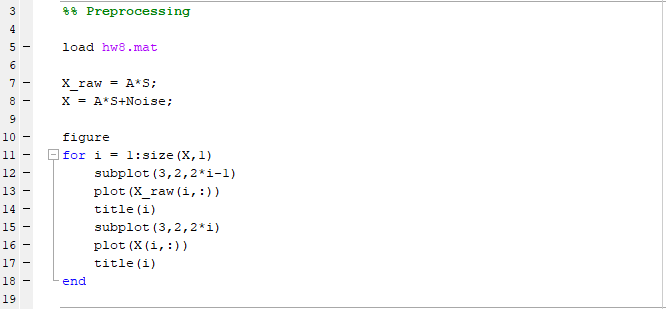 3 %% Preprocessing
4
5 – load hw8.mat
6
7 – X_raw = A*S;
8 – X = A*S+Noise;
9
10 – figure
11 – for i = 1:size(X,1)
12 – subplot(3,2,2*i-1)
13 – plot(X_raw(i,:))
14 – title(i)
15 – subplot(3,2,2*i)
16 – plot(X(i,:))
17 – title(i)
18 – end
19